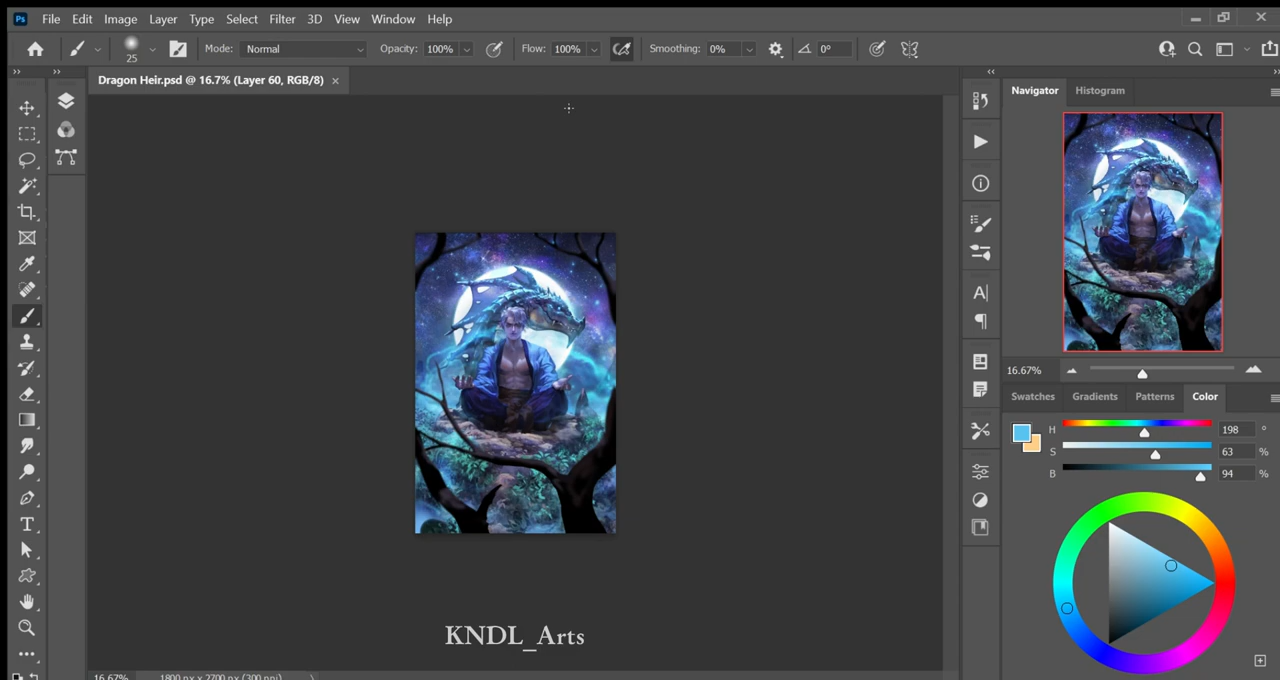 Ps File Edit Image Layer Type Select Filter 3D View Window Help
25 Mode: Normal Opacity: 100% Flow: 100% Smoothing: 0% 0°
Dragon Heir.psd @ 16.7% (Layer 60, RGB/8) ×
Navigator Histogram
16.67%
Swatches Gradients Patterns Color
H 198 °
S 63 %
B 94 %
KNDL_Arts
16.67% 1800 px x 2700 px (300 ppi)